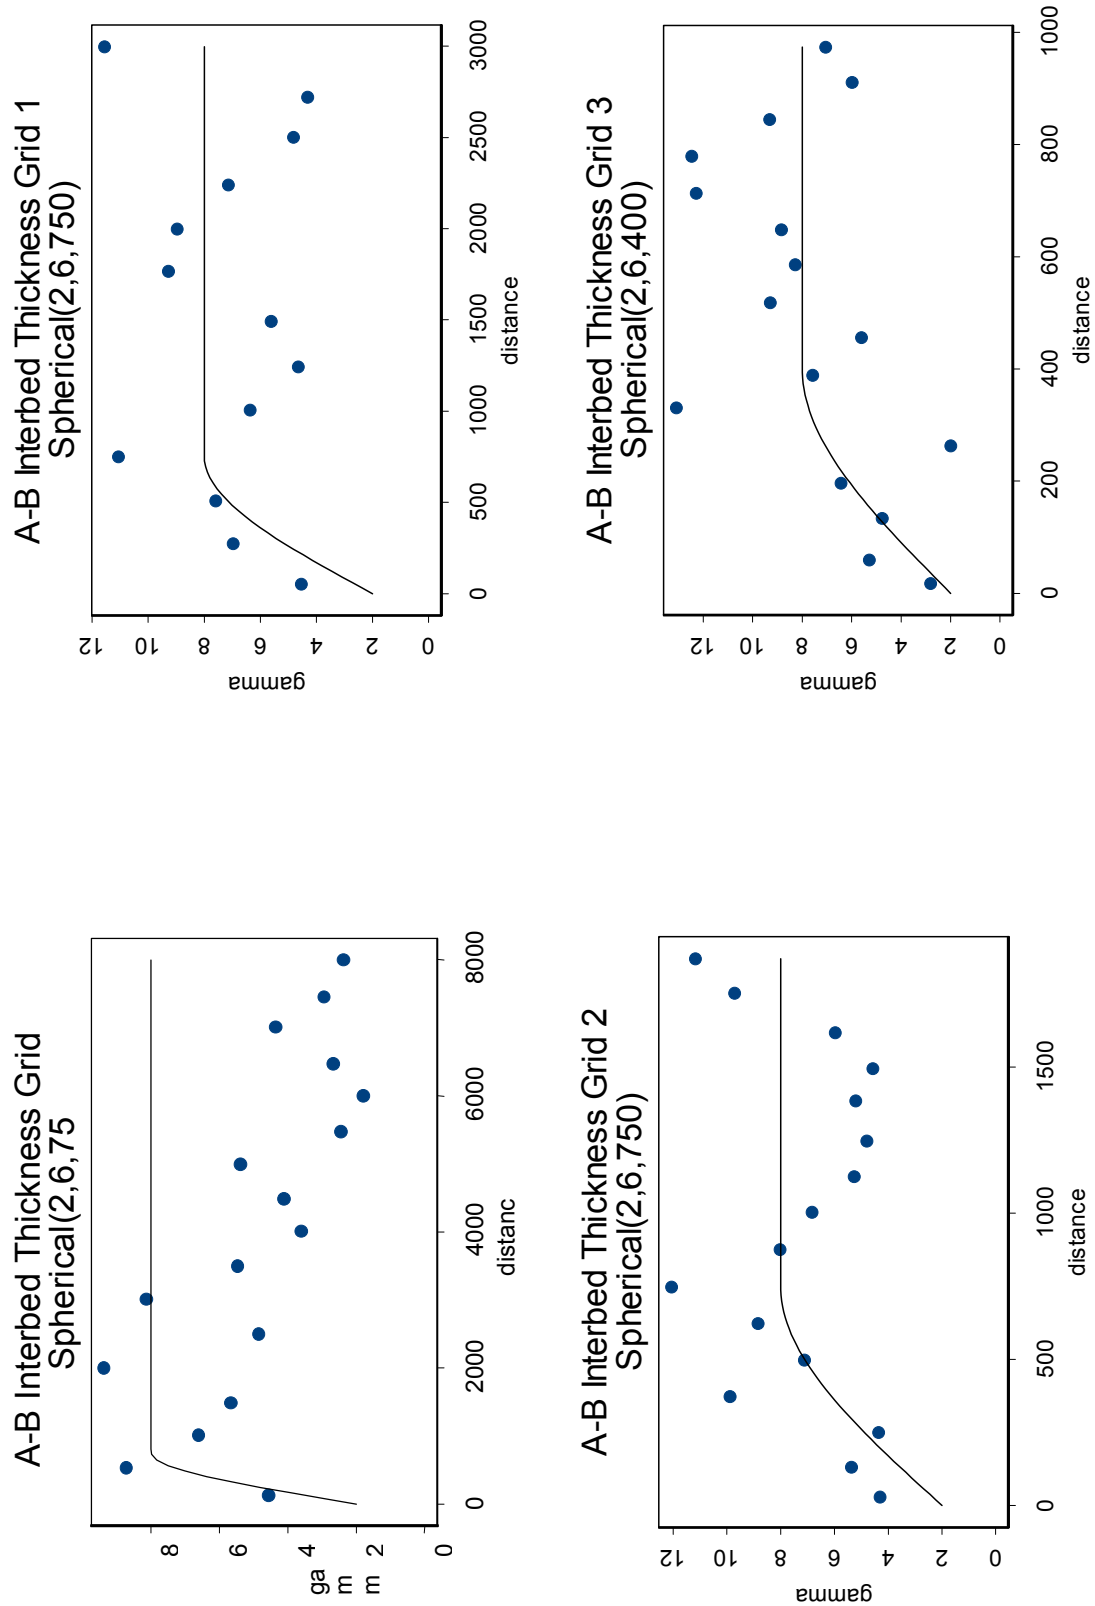 A-B Interbed Thickness Grid
Spherical(2,6,75
8
6
4
2
0
ga
m
m
0 2000 4000 6000 8000
distanc
A-B Interbed Thickness Grid 1
Spherical(2,6,750)
12
10
8
6
4
2
0
gamma
0 500 1000 1500 2000 2500 3000
distance
A-B Interbed Thickness Grid 2
Spherical(2,6,750)
12
10
8
6
4
2
0
gamma
0 500 1000 1500
distance
A-B Interbed Thickness Grid 3
Spherical(2,6,400)
12
10
8
6
4
2
0
gamma
0 200 400 600 800 1000
distance